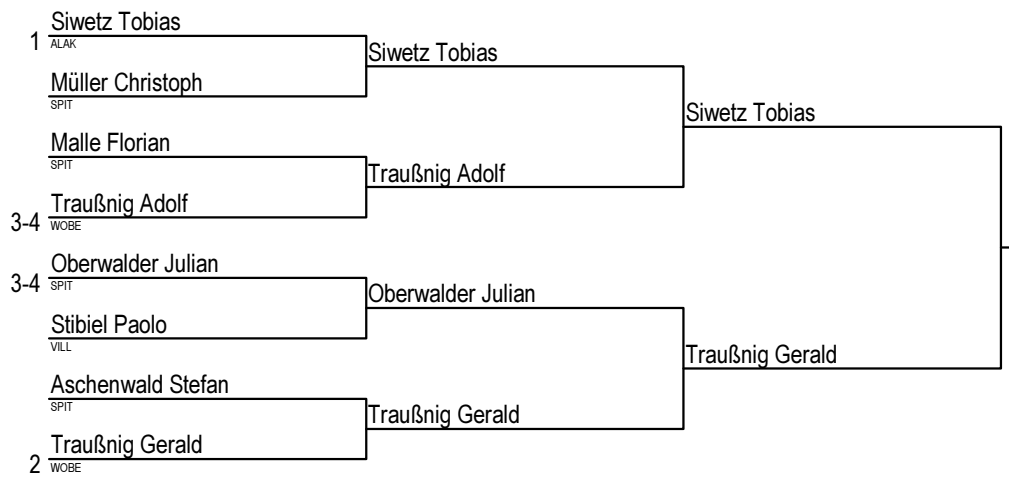 Siwetz Tobias
1 ALAK
Siwetz Tobias
Müller Christoph
SPIT
Siwetz Tobias
Malle Florian
SPIT
Traußnig Adolf
Traußnig Adolf
3-4 WOBE
Oberwalder Julian
3-4 SPIT
Oberwalder Julian
Stibiel Paolo
VILL
Traußnig Gerald
Aschenwald Stefan
SPIT
Traußnig Gerald
Traußnig Gerald
2 WOBE